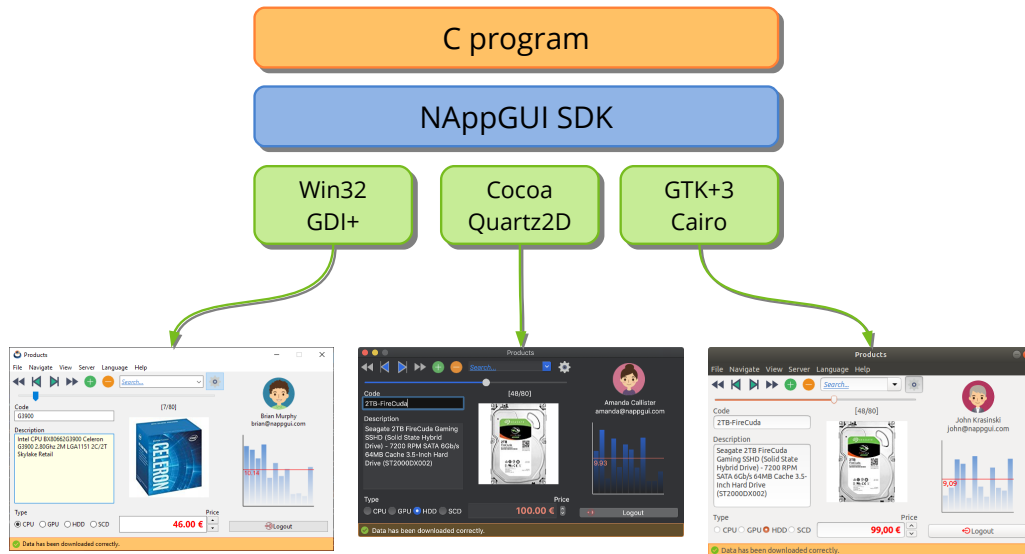 C program
NAppGUI SDK
Win32
GDI+
Cocoa
Quartz2D
GTK+3
Cairo
Products
File Navigate View Server Language Help
Search...
[7/80]
Code
G3900
Description
Intel CPU BX80662G3900 Celeron
G3900 2.80Ghz 2M LGA1151 2C/2T
Skylake Retail
CELERON
Brian Murphy
brian@nappgui.com
10.14
Type
CPU GPU HDD SCD
Price
46.00 €
Logout
Data has been downloaded correctly.
Products
Search...
[48/80]
Code
2TB-FireCuda
Description
Seagate 2TB FireCuda Gaming
SSHD (Solid State Hybrid
Drive) - 7200 RPM SATA 6Gb/s
64MB Cache 3.5-Inch Hard
Drive (ST2000DX002)
Amanda Callister
amanda@nappgui.com
9.93
Type
CPU GPU HDD SCD
Price
100.00 €
Logout
Data has been downloaded correctly.
Products
File Navigate View Server Language Help
Search...
[48/80]
Code
2TB-FireCuda
Description
Seagate 2TB FireCuda
Gaming SSHD (Solid State
Hybrid Drive) - 7200 RPM
SATA 6Gb/s 64MB Cache 3.5-
Inch Hard Drive
(ST2000DX002)
John Krasinski
john@nappgui.com
9,09
Type
CPU GPU HDD SCD
Price
99,00 €
Logout
Data has been downloaded correctly.